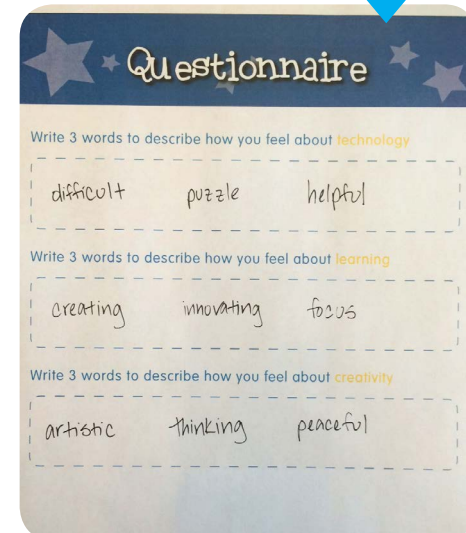 Questionnaire
Write 3 words to describe how you feel about technology
difficult puzzle helpful
Write 3 words to describe how you feel about learning
creating innovating focus
Write 3 words to describe how you feel about creativity
artistic thinking peaceful